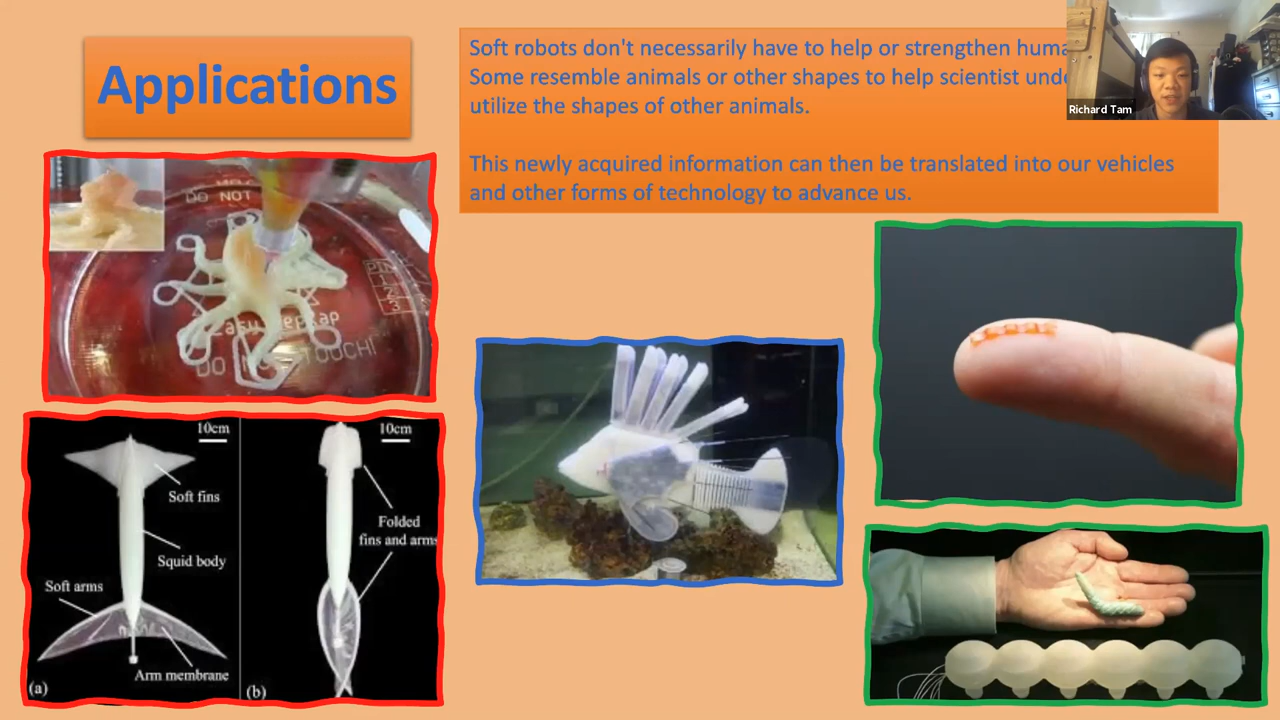 Applications
Soft robots don't necessarily have to help or strengthen
Some resemble animals or other shapes to help scientist
utilize the shapes of other animals.
This newly acquired information can then be translated into our vehicles
and other forms of technology to advance us.
Richard Tam
DO NOT
DO NOT TOUCH!
10cm
Soft fins
Squid body
Soft arms
Arm membrane
(a)
10cm
Folded
fins and arms
(b)